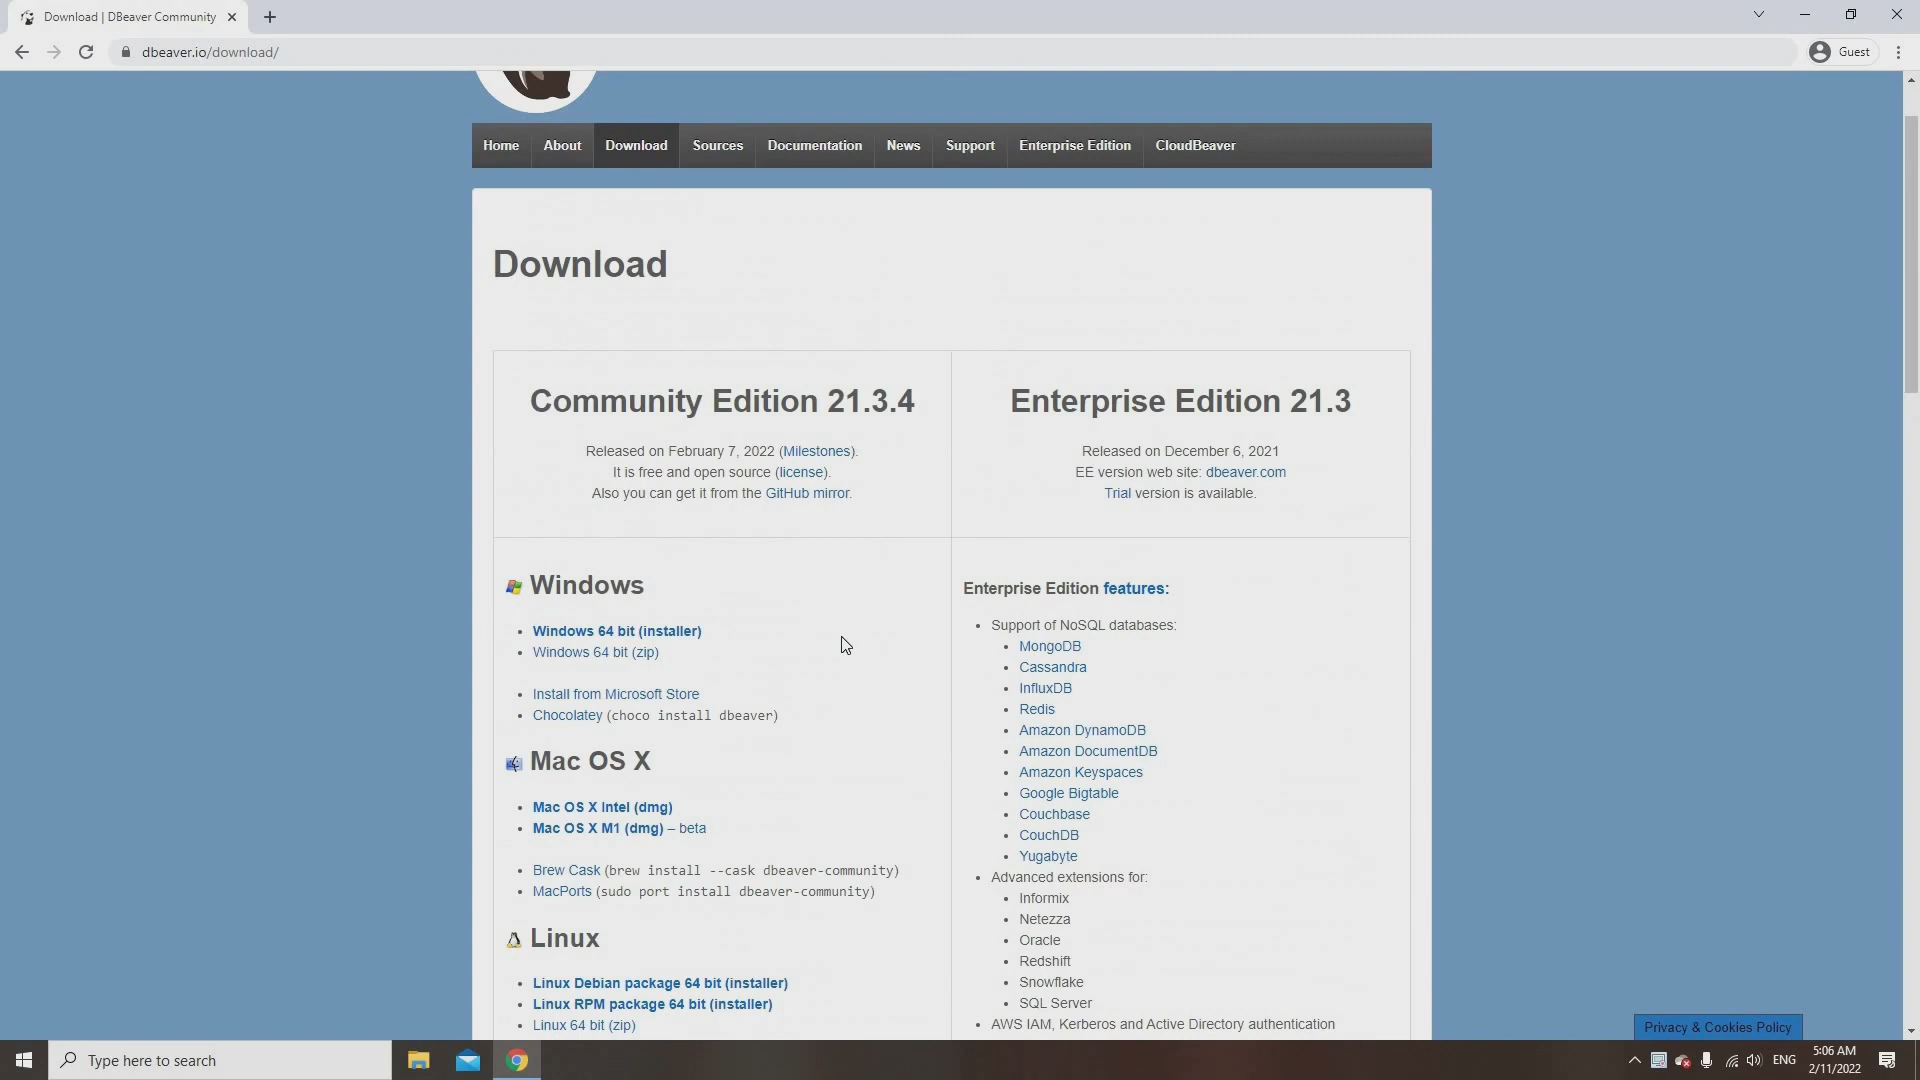 Download | DBeaver Community
dbeaver.io/download/
Guest
Home About Download Sources Documentation News Support Enterprise Edition CloudBeaver
Download
Community Edition 21.3.4
Released on February 7, 2022 (Milestones).
It is free and open source (license).
Also you can get it from the GitHub mirror.
Enterprise Edition 21.3
Released on December 6, 2021
EE version web site: dbeaver.com
Trial version is available.
Windows
Windows 64 bit (installer)
Windows 64 bit (zip)
Install from Microsoft Store
Chocolatey (choco install dbeaver)
Mac OS X
Mac OS X Intel (dmg)
Mac OS X M1 (dmg) – beta
Brew Cask (brew install --cask dbeaver-community)
MacPorts (sudo port install dbeaver-community)
Linux
Linux Debian package 64 bit (installer)
Linux RPM package 64 bit (installer)
Linux 64 bit (zip)
Enterprise Edition features:
Support of NoSQL databases:
MongoDB
Cassandra
InfluxDB
Redis
Amazon DynamoDB
Amazon DocumentDB
Amazon Keyspaces
Google Bigtable
Couchbase
CouchDB
Yugabyte
Advanced extensions for:
Informix
Netezza
Oracle
Redshift
Snowflake
SQL Server
AWS IAM, Kerberos and Active Directory authentication
Privacy & Cookies Policy
Type here to search
ENG
5:06 AM
2/11/2022